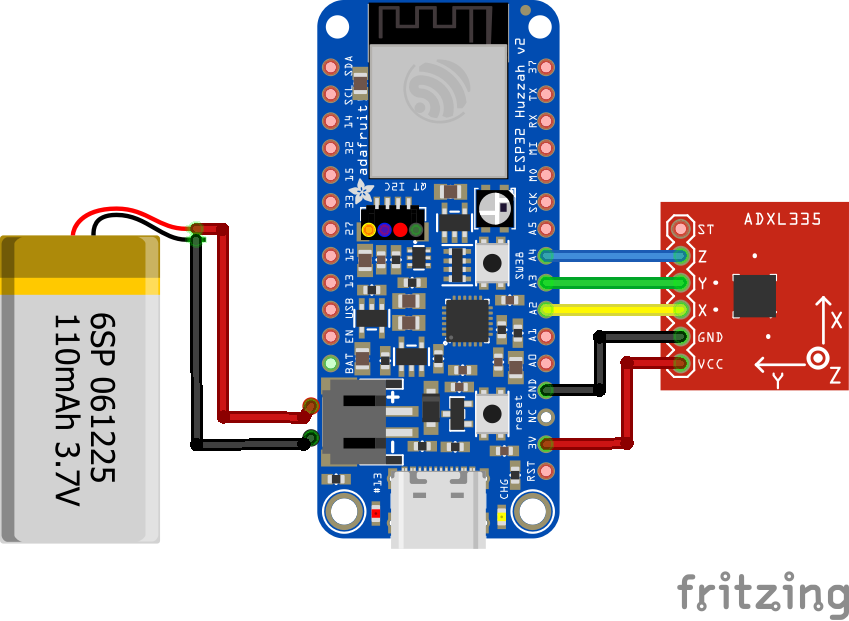 6SP 061225
110mAh 3.7V
SDA
SCL
14
32
15
33
27
12
13
USB
EN
BAT
adafruit
QT I2C
ESP32 Huzzah v2
37
TX
RX
MI
MO
SCK
A5
A4
A3
A2
A1
A0
GND
NC
3V
RST
SW38
reset
+
-
#13
CHG
ADXL335
ST
Z
Y
X
GND
VCC
X
Y
Z
fritzing